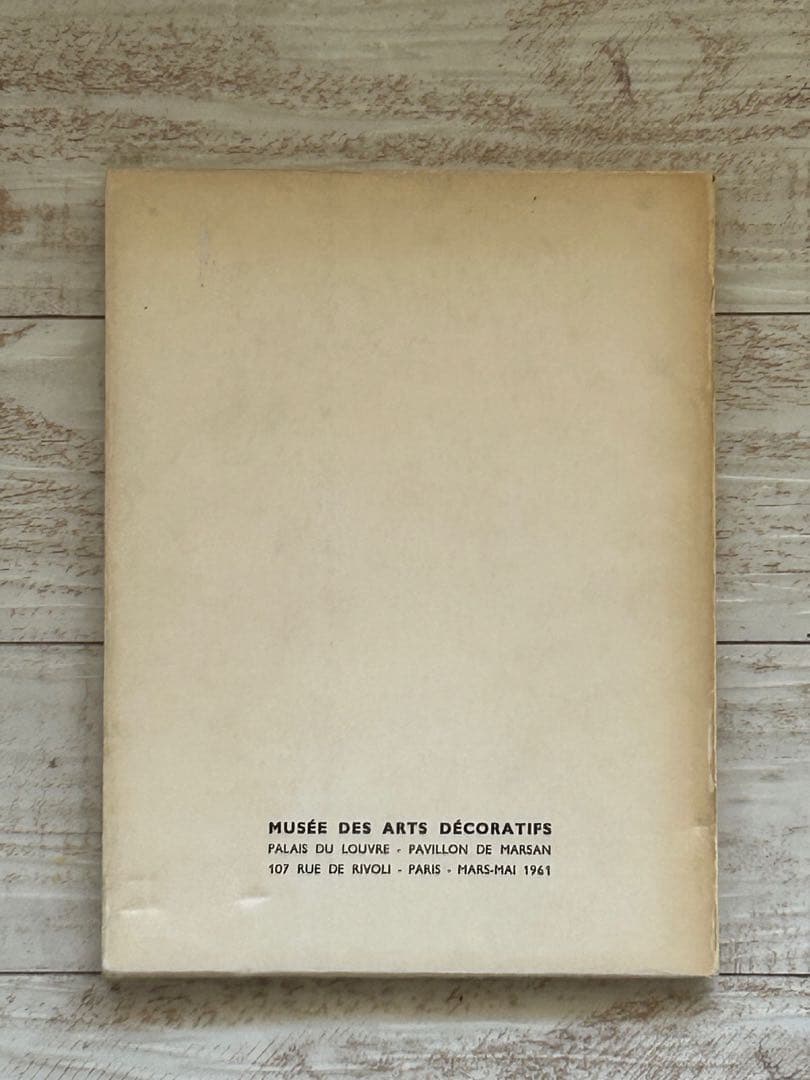 MUSÉE DES ARTS DÉCORATIFS
PALAIS DU LOUVRE - PAVILLON DE MARSAN
107 RUE DE RIVOLI - PARIS - MARS-MAI 1961